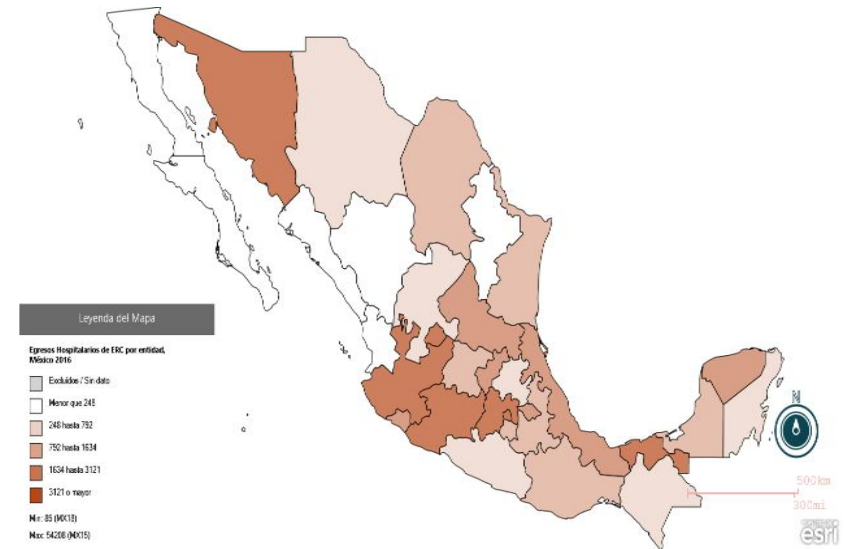 Leyenda del Mapa
Egresos Hospitalarios de ERC por entidad,
México 2016
Excluidos / Sin dato
Menor que 248
248 hasta 792
792 hasta 1634
1634 hasta 3121
3121 o mayor
Min: 85 (MX18)
Max: 54208 (MX15)
N
500km
300mi
esri